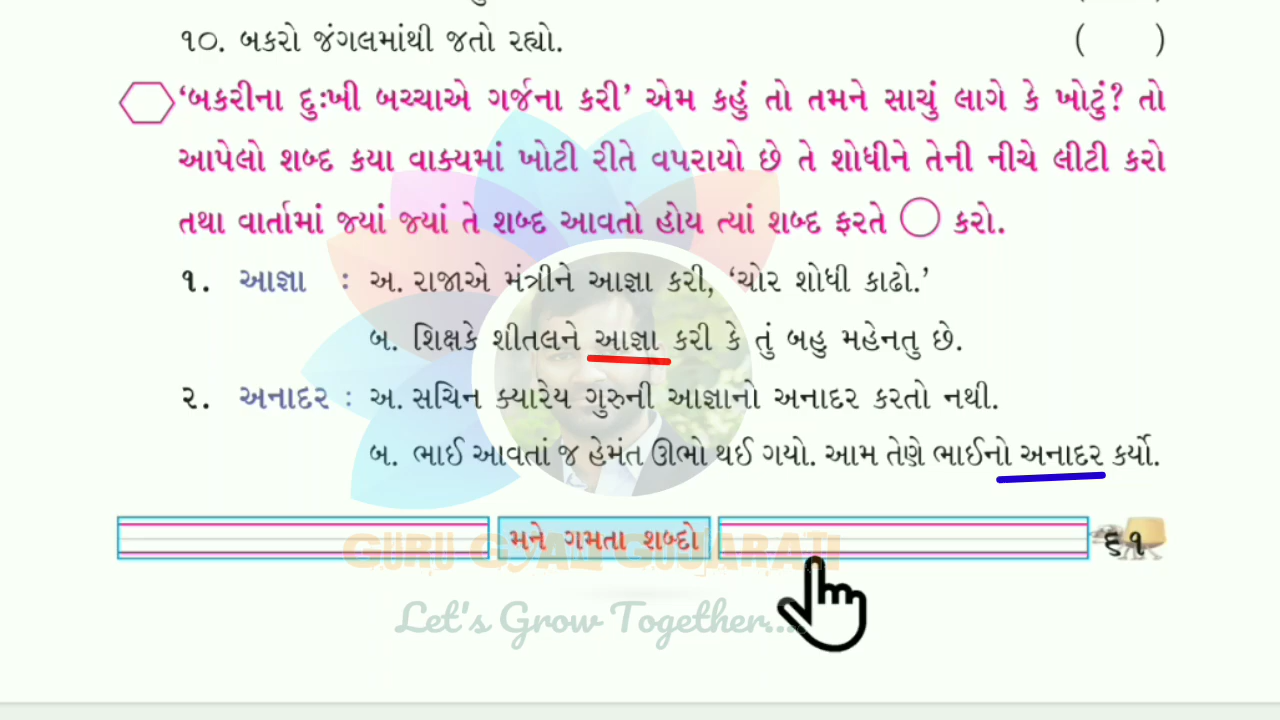 ૧૦. બકરો જંગલમાંથી જતો રહ્યો. ( )
'બકરીના દુઃખી બચ્ચાએ ગર્જના કરી' એમ કહું તો તમને સાચું લાગે કે ખોટું? તો
આપેલો શબ્દ કયા વાક્યમાં ખોટી રીતે વપરાયો છે તે શોધીને તેની નીચે લીટી કરો
તથા વાર્તામાં જ્યાં જ્યાં તે શબ્દ આવતો હોય ત્યાં શબ્દ ફરતે ◯ કરો.
૧. આજ્ઞા : અ. રાજાએ મંત્રીને આજ્ઞા કરી, 'ચોર શોધી કાઢો.'
બ. શિક્ષકે શીતલને આજ્ઞા કરી કે તું બહુ મહેનતુ છે.
૨. અનાદર : અ. સચિન ક્યારેય ગુરુની આજ્ઞાનો અનાદર કરતો નથી.
બ. ભાઈ આવતાં જ હેમંત ઊભો થઈ ગયો. આમ તેણે ભાઈનો અનાદર કર્યો.
મને ગમતા શબ્દો ૬૧
GURU GYAN GUJARATI
Let's Grow Together...